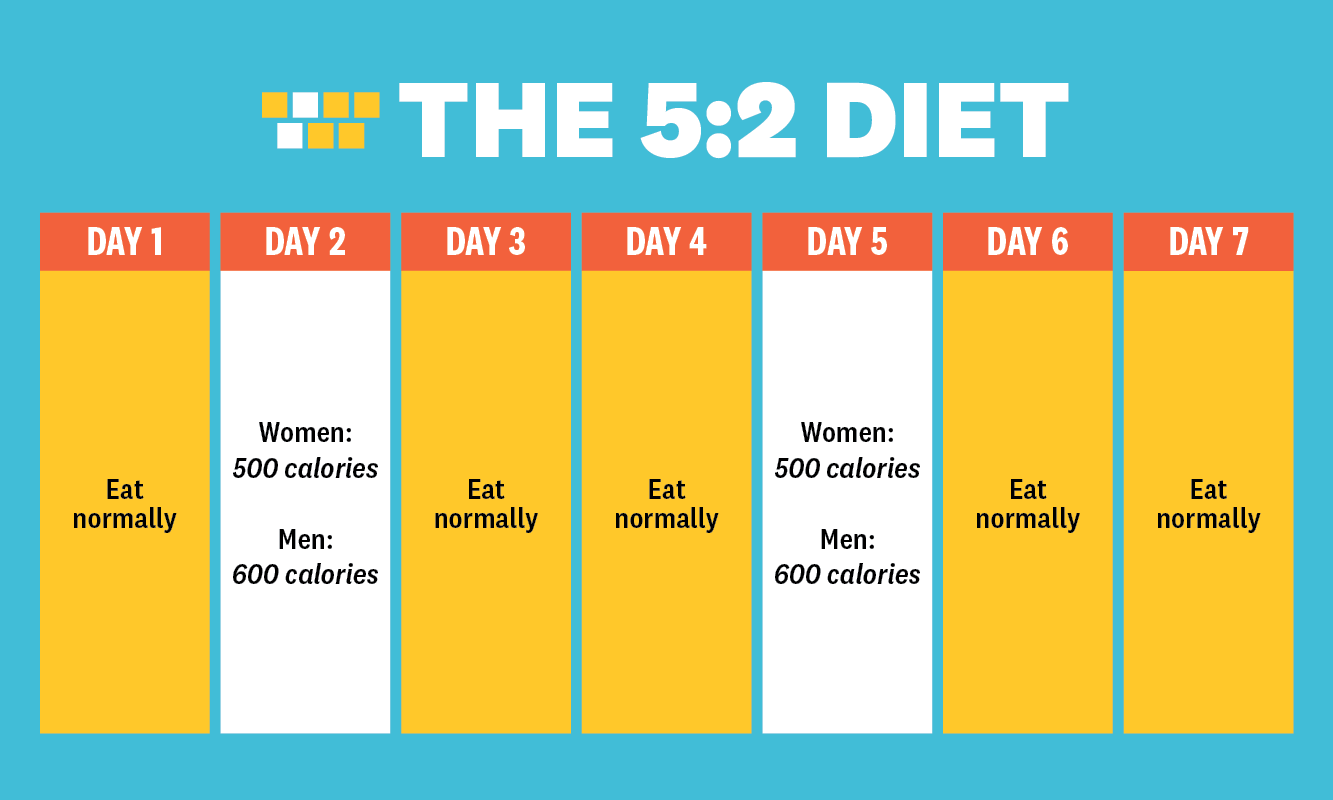 THE 5:2 DIET
DAY 1
Eat
normally
DAY 2
Women:
500 calories
Men:
600 calories
DAY 3
Eat
normally
DAY 4
Eat
normally
DAY 5
Women:
500 calories
Men:
600 calories
DAY 6
Eat
normally
DAY 7
Eat
normally